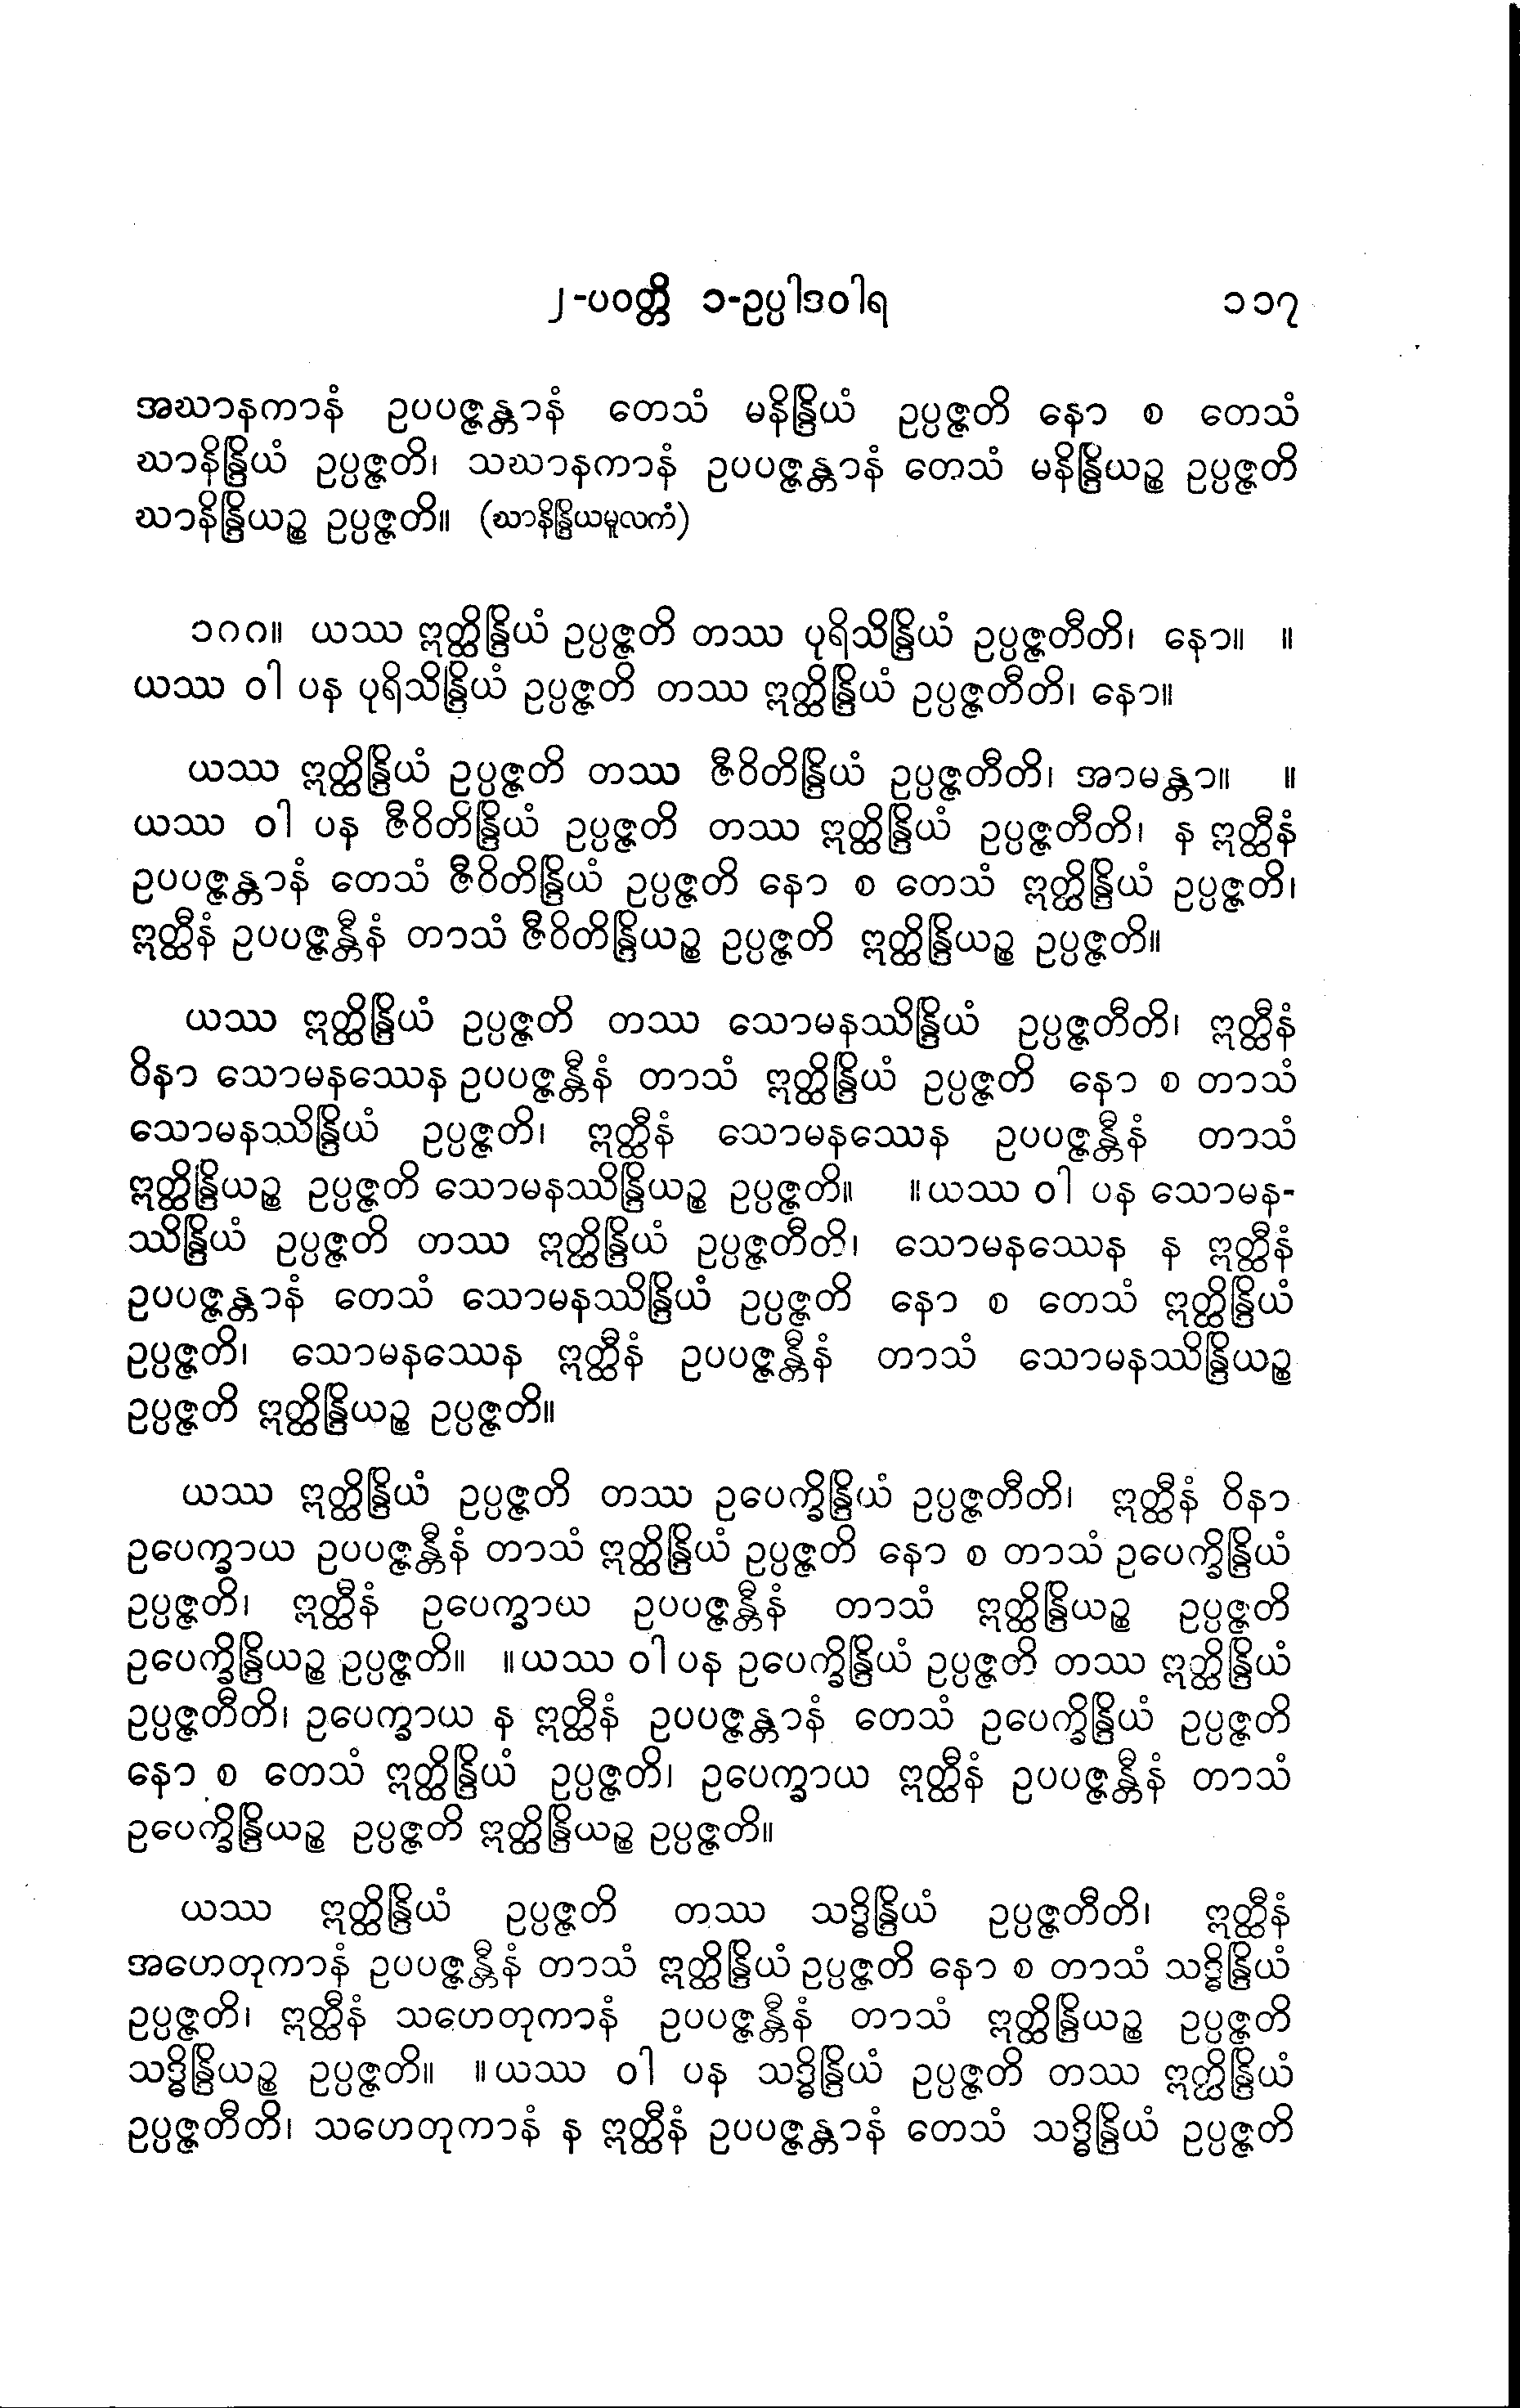 ၂-ပဝတ္တိ ၁-ဥပ္ပါဒဝါရ ၁၁၇
အဃာနကာနံ ဥပပဇ္ဇန္တာနံ တေသံ မနိန္ဒြိယံ ဥပ္ပဇ္ဇတိ နော စ တေသံ
ဃာနိန္ဒြိယံ ဥပ္ပဇ္ဇတိ၊ သဃာနကာနံ ဥပပဇ္ဇန္တာနံ တေသံ မနိန္ဒြိယဉ္စ ဥပ္ပဇ္ဇတိ
ဃာနိန္ဒြိယဉ္စ ဥပ္ပဇ္ဇတိ။ (ဃာနိန္ဒြိယမူလကံ)
၁ဂဂ။ ယဿ ဣတ္ထိန္ဒြိယံ ဥပ္ပဇ္ဇတိ တဿ ပုရိသိန္ဒြိယံ ဥပ္ပဇ္ဇတီတိ၊ နော။ ။
ယဿ ဝါ ပန ပုရိသိန္ဒြိယံ ဥပ္ပဇ္ဇတိ တဿ ဣတ္ထိန္ဒြိယံ ဥပ္ပဇ္ဇတီတိ၊ နော။
ယဿ ဣတ္ထိန္ဒြိယံ ဥပ္ပဇ္ဇတိ တဿ ဇီဝိတိန္ဒြိယံ ဥပ္ပဇ္ဇတီတိ၊ အာမန္တာ။ ။
ယဿ ဝါ ပန ဇီဝိတိန္ဒြိယံ ဥပ္ပဇ္ဇတိ တဿ ဣတ္ထိန္ဒြိယံ ဥပ္ပဇ္ဇတီတိ၊ န ဣတ္ထီနံ
ဥပပဇ္ဇန္တာနံ တေသံ ဇီဝိတိန္ဒြိယံ ဥပ္ပဇ္ဇတိ နော စ တေသံ ဣတ္ထိန္ဒြိယံ ဥပ္ပဇ္ဇတိ၊
ဣတ္ထီနံ ဥပပဇ္ဇန္တီနံ တာသံ ဇီဝိတိန္ဒြိယဉ္စ ဥပ္ပဇ္ဇတိ ဣတ္ထိန္ဒြိယဉ္စ ဥပ္ပဇ္ဇတိ။
ယဿ ဣတ္ထိန္ဒြိယံ ဥပ္ပဇ္ဇတိ တဿ သောမနဿိန္ဒြိယံ ဥပ္ပဇ္ဇတီတိ၊ ဣတ္ထီနံ
ဝိနာ သောမနဿေန ဥပပဇ္ဇန္တီနံ တာသံ ဣတ္ထိန္ဒြိယံ ဥပ္ပဇ္ဇတိ နော စ တာသံ
သောမနဿိန္ဒြိယံ ဥပ္ပဇ္ဇတိ၊ ဣတ္ထီနံ သောမနဿေန ဥပပဇ္ဇန္တီနံ တာသံ
ဣတ္ထိန္ဒြိယဉ္စ ဥပ္ပဇ္ဇတိ သောမနဿိန္ဒြိယဉ္စ ဥပ္ပဇ္ဇတိ။ ။ယဿ ဝါ ပန သောမန-
ဿိန္ဒြိယံ ဥပ္ပဇ္ဇတိ တဿ ဣတ္ထိန္ဒြိယံ ဥပ္ပဇ္ဇတီတိ၊ သောမနဿေန န ဣတ္ထီနံ
ဥပပဇ္ဇန္တာနံ တေသံ သောမနဿိန္ဒြိယံ ဥပ္ပဇ္ဇတိ နော စ တေသံ ဣတ္ထိန္ဒြိယံ
ဥပ္ပဇ္ဇတိ၊ သောမနဿေန ဣတ္ထီနံ ဥပပဇ္ဇန္တီနံ တာသံ သောမနဿိန္ဒြိယဉ္စ
ဥပ္ပဇ္ဇတိ ဣတ္ထိန္ဒြိယဉ္စ ဥပ္ပဇ္ဇတိ။
ယဿ ဣတ္ထိန္ဒြိယံ ဥပ္ပဇ္ဇတိ တဿ ဥပေက္ခိန္ဒြိယံ ဥပ္ပဇ္ဇတီတိ၊ ဣတ္ထီနံ ဝိနာ
ဥပေက္ခာယ ဥပပဇ္ဇန္တီနံ တာသံ ဣတ္ထိန္ဒြိယံ ဥပ္ပဇ္ဇတိ နော စ တာသံ ဥပေက္ခိန္ဒြိယံ
ဥပ္ပဇ္ဇတိ၊ ဣတ္ထီနံ ဥပေက္ခာယ ဥပပဇ္ဇန္တီနံ တာသံ ဣတ္ထိန္ဒြိယဉ္စ ဥပ္ပဇ္ဇတိ
ဥပေက္ခိန္ဒြိယဉ္စ ဥပ္ပဇ္ဇတိ။ ။ယဿ ဝါ ပန ဥပေက္ခိန္ဒြိယံ ဥပ္ပဇ္ဇတိ တဿ ဣတ္ထိန္ဒြိယံ
ဥပ္ပဇ္ဇတီတိ၊ ဥပေက္ခာယ န ဣတ္ထီနံ ဥပပဇ္ဇန္တာနံ တေသံ ဥပေက္ခိန္ဒြိယံ ဥပ္ပဇ္ဇတိ
နော စ တေသံ ဣတ္ထိန္ဒြိယံ ဥပ္ပဇ္ဇတိ၊ ဥပေက္ခာယ ဣတ္ထီနံ ဥပပဇ္ဇန္တီနံ တာသံ
ဥပေက္ခိန္ဒြိယဉ္စ ဥပ္ပဇ္ဇတိ ဣတ္ထိန္ဒြိယဉ္စ ဥပ္ပဇ္ဇတိ။
ယဿ ဣတ္ထိန္ဒြိယံ ဥပ္ပဇ္ဇတိ တဿ သဒ္ဓိန္ဒြိယံ ဥပ္ပဇ္ဇတီတိ၊ ဣတ္ထီနံ
အဟေတုကာနံ ဥပပဇ္ဇန္တီနံ တာသံ ဣတ္ထိန္ဒြိယံ ဥပ္ပဇ္ဇတိ နော စ တာသံ သဒ္ဓိန္ဒြိယံ
ဥပ္ပဇ္ဇတိ၊ ဣတ္ထီနံ သဟေတုကာနံ ဥပပဇ္ဇန္တီနံ တာသံ ဣတ္ထိန္ဒြိယဉ္စ ဥပ္ပဇ္ဇတိ
သဒ္ဓိန္ဒြိယဉ္စ ဥပ္ပဇ္ဇတိ။ ။ယဿ ဝါ ပန သဒ္ဓိန္ဒြိယံ ဥပ္ပဇ္ဇတိ တဿ ဣတ္ထိန္ဒြိယံ
ဥပ္ပဇ္ဇတီတိ၊ သဟေတုကာနံ န ဣတ္ထီနံ ဥပပဇ္ဇန္တာနံ တေသံ သဒ္ဓိန္ဒြိယံ ဥပ္ပဇ္ဇတိ